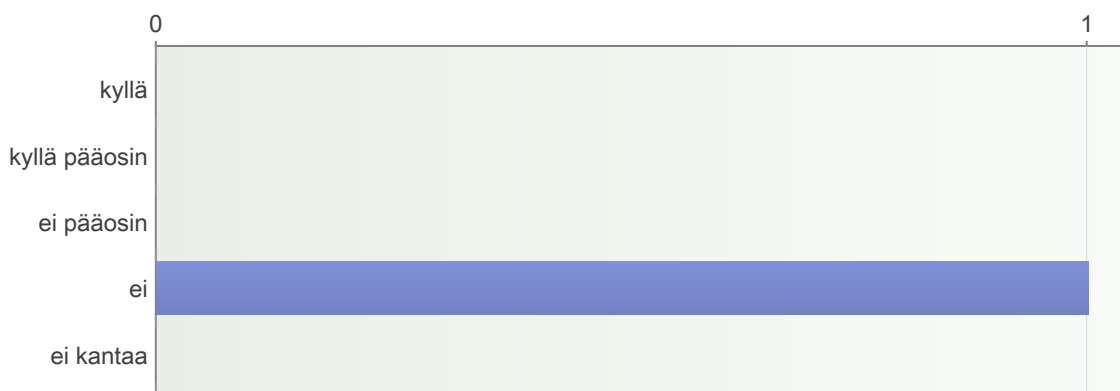 0 1
kyllä
kyllä pääosin
ei pääosin
ei
ei kantaa